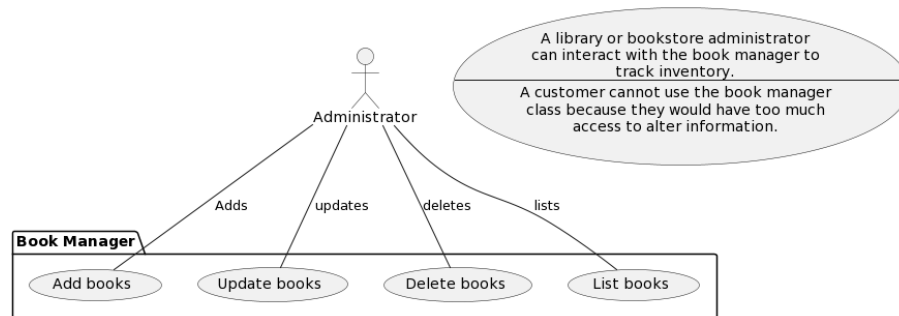 A library or bookstore administrator
can interact with the book manager to
track inventory.
A customer cannot use the book manager
class because they would have too much
access to alter information.
Administrator
Adds
updates
deletes
lists
Book Manager
Add books
Update books
Delete books
List books